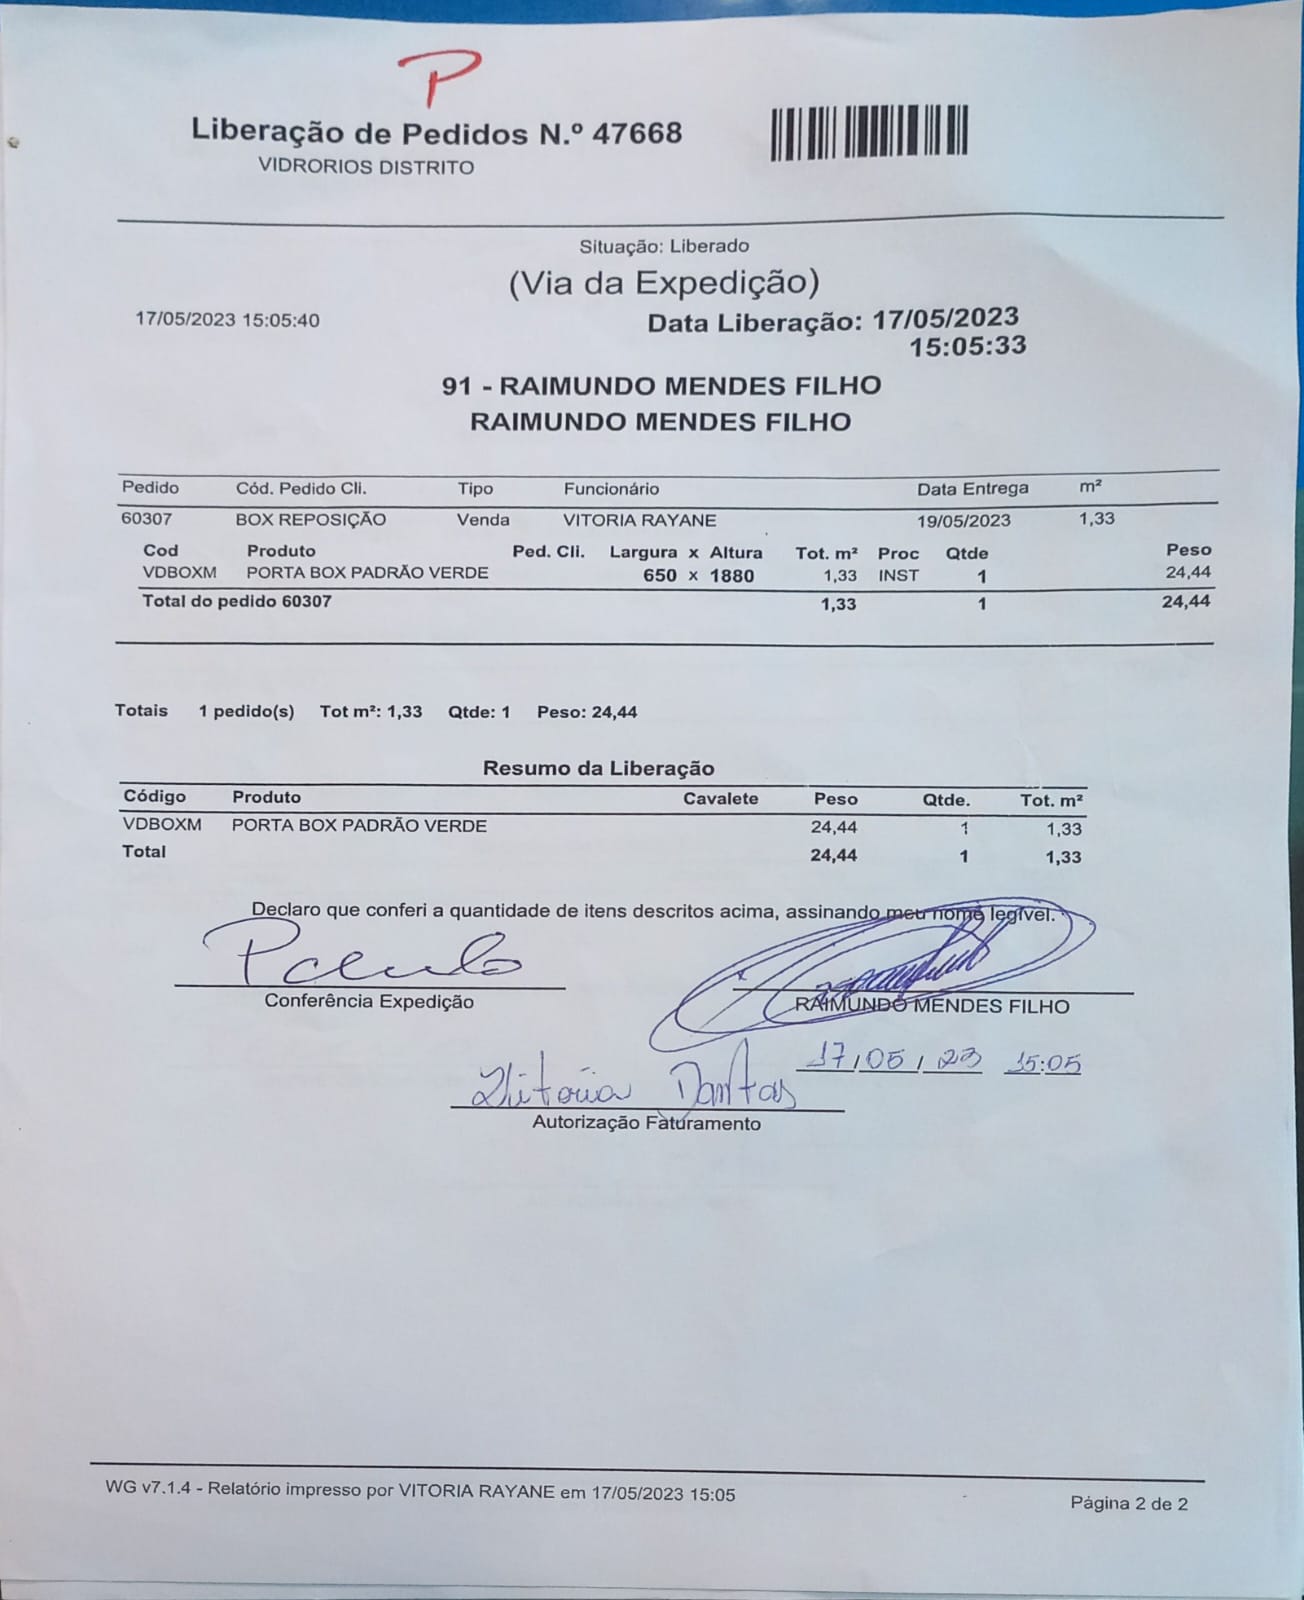 P
Liberação de Pedidos N.º 47668
VIDRORIOS DISTRITO
Situação: Liberado
(Via da Expedição)
17/05/2023 15:05:40
Data Liberação: 17/05/2023
15:05:33
91 - RAIMUNDO MENDES FILHO
RAIMUNDO MENDES FILHO
Pedido Cód. Pedido Cli. Tipo Funcionário Data Entrega m²
60307 BOX REPOSIÇÃO Venda VITORIA RAYANE 19/05/2023 1,33
Cod Produto Ped. Cli. Largura x Altura Tot. m² Proc Qtde Peso
VDBOXM PORTA BOX PADRÃO VERDE 650 x 1880 1,33 INST 1 24,44
Total do pedido 60307 1,33 1 24,44
Totais 1 pedido(s) Tot m²: 1,33 Qtde: 1 Peso: 24,44
Resumo da Liberação
Código Produto Cavalete Peso Qtde. Tot. m²
VDBOXM PORTA BOX PADRÃO VERDE 24,44 1 1,33
Total 24,44 1 1,33
Declaro que conferi a quantidade de itens descritos acima, assinando meu nome legível.
Paulo
Conferência Expedição
RAIMUNDO MENDES FILHO
17/05/23 15:05
Vitória Dantas
Autorização Faturamento
WG v7.1.4 - Relatório impresso por VITORIA RAYANE em 17/05/2023 15:05
Página 2 de 2